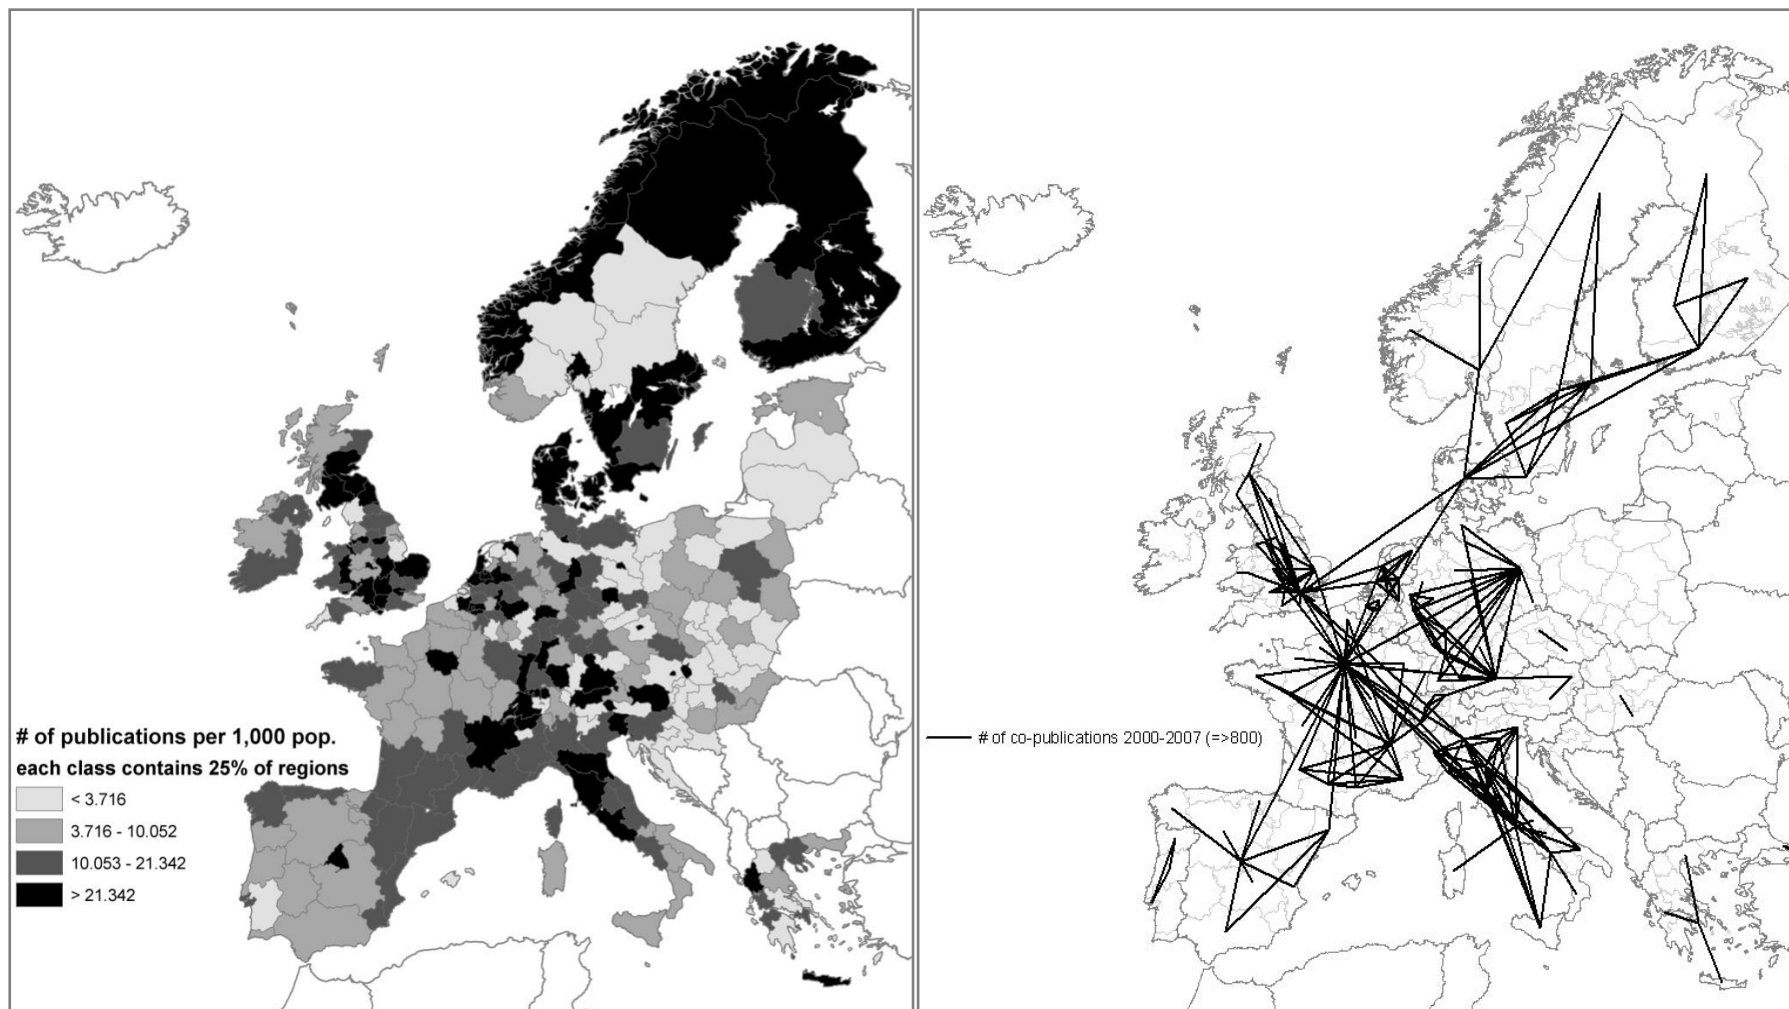 # of publications per 1,000 pop.
each class contains 25% of regions
< 3.716
3.716 - 10.052
10.053 - 21.342
> 21.342
# of co-publications 2000-2007 (=>800)